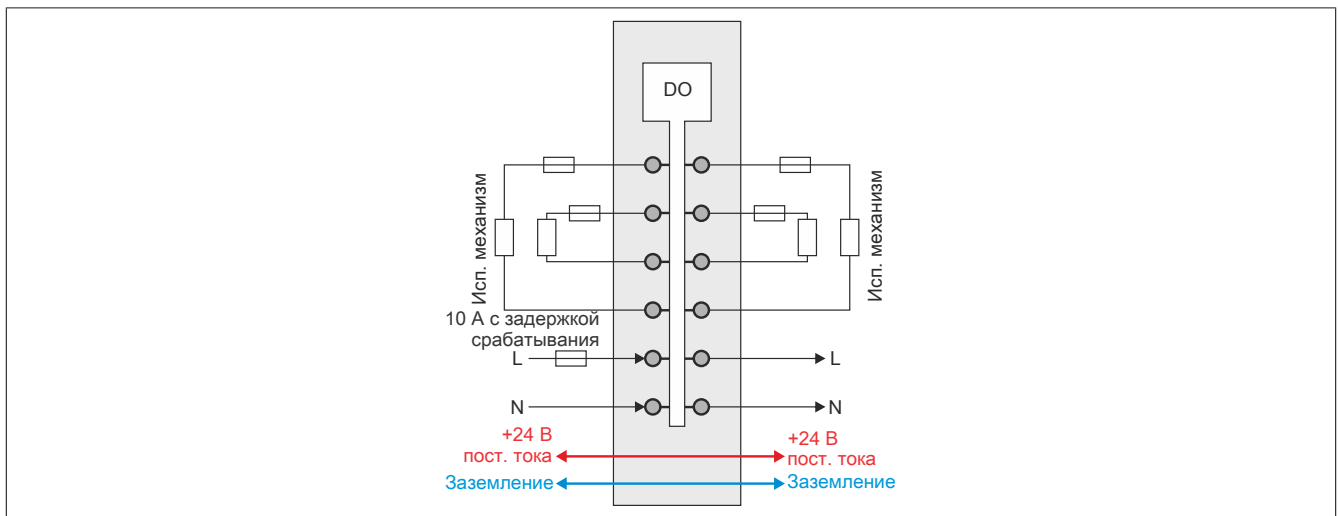 DO
Исп. механизм
Исп. механизм
10 А с задержкой
срабатывания
L
L
N
N
+24 В
пост. тока
+24 В
пост. тока
Заземление
Заземление